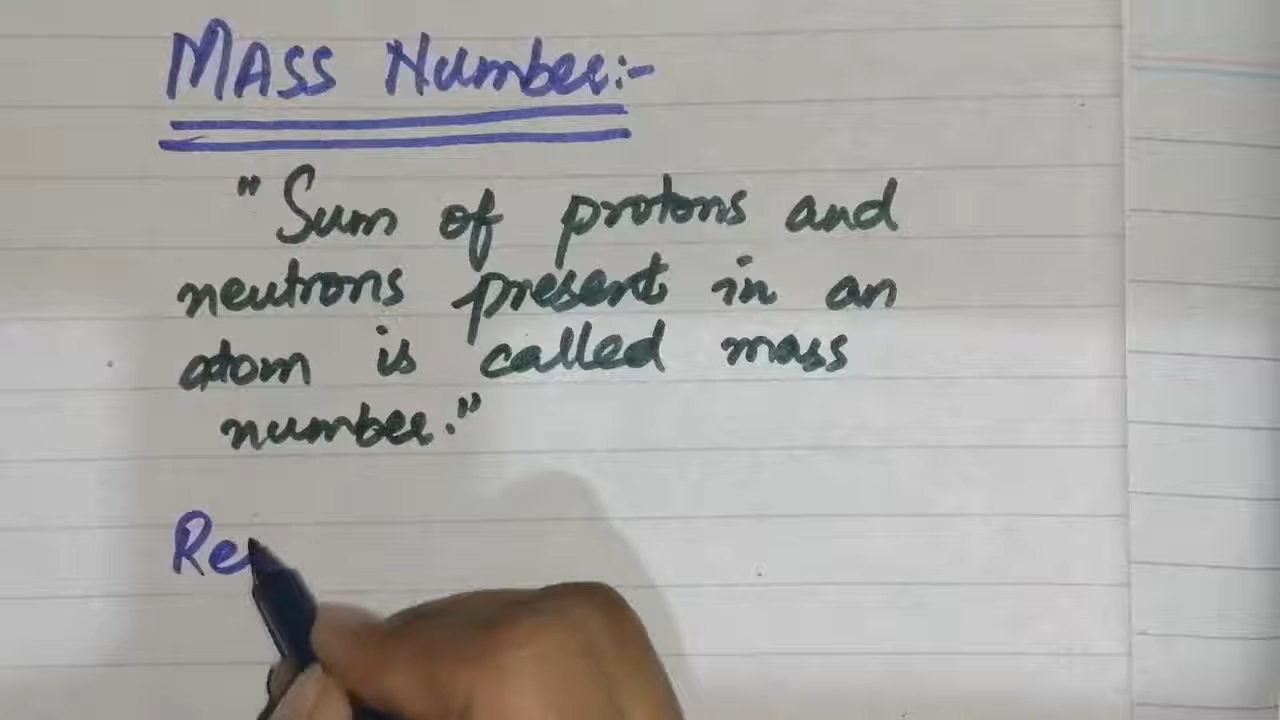 MASS Number:-
"Sum of protons and
neutrons present in an
atom is called mass
number."
Re